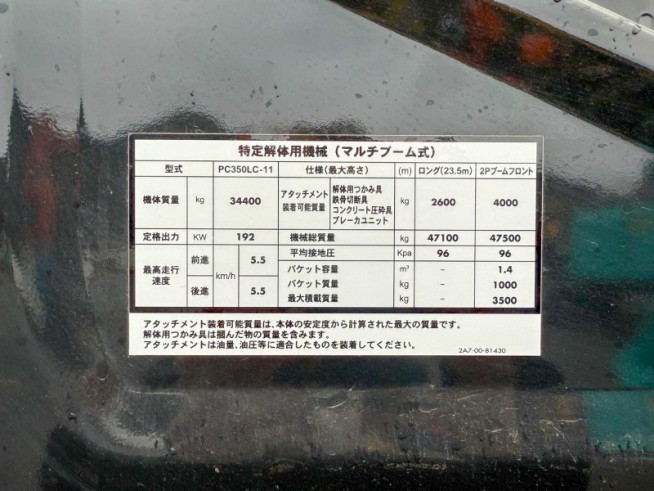 特定解体用機械（マルチブーム式）
型式 PC350LC-11 仕様（最大高さ） (m) ロング(23.5m) 2Pブームフロント
機体質量 kg 34400 アタッチメント装着可能質量 解体用つかみ具 鉄骨切断具 コンクリート圧砕具 ブレーカユニット kg 2600 4000
定格出力 KW 192 機械総質量 kg 47100 47500
最高走行速度 前進 km/h 5.5 平均接地圧 Kpa 96 96
バケット容量 m³ - 1.4
後進 5.5 バケット質量 kg - 1000
最大積載質量 kg - 3500
アタッチメント装着可能質量は、本体の安定度から計算された最大の質量です。
解体用つかみ具は掴んだ物の質量を含みます。
アタッチメントは油量、油圧等に適合したものを装着してください。
2A7-00-81430